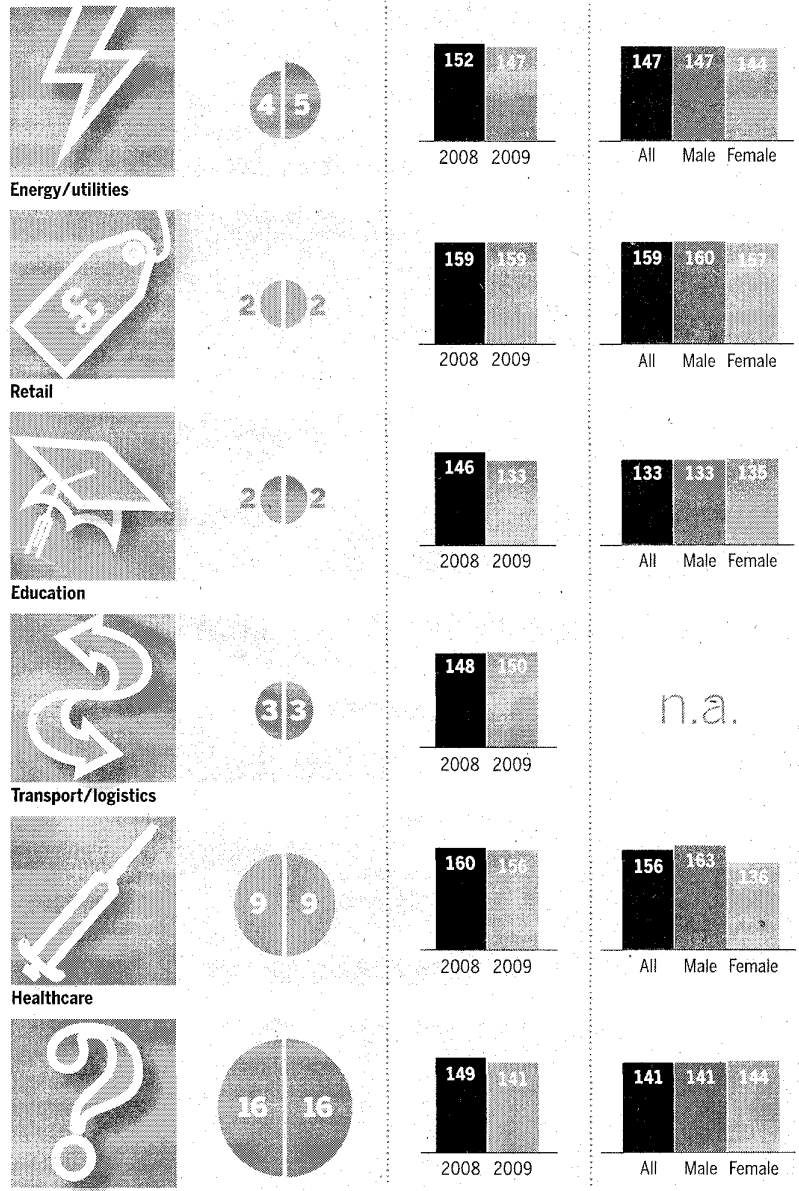 4 5
152 147
2008 2009
147 147 144
All Male Female
Energy/utilities
£
2 2
159 159
2008 2009
159 160 157
All Male Female
Retail
2 2
146 133
2008 2009
133 133 135
All Male Female
Education
3 3
148 150
2008 2009
n.a.
Transport/logistics
9 9
160 156
2008 2009
156 163 136
All Male Female
Healthcare
?
16 16
149 141
2008 2009
141 141 144
All Male Female